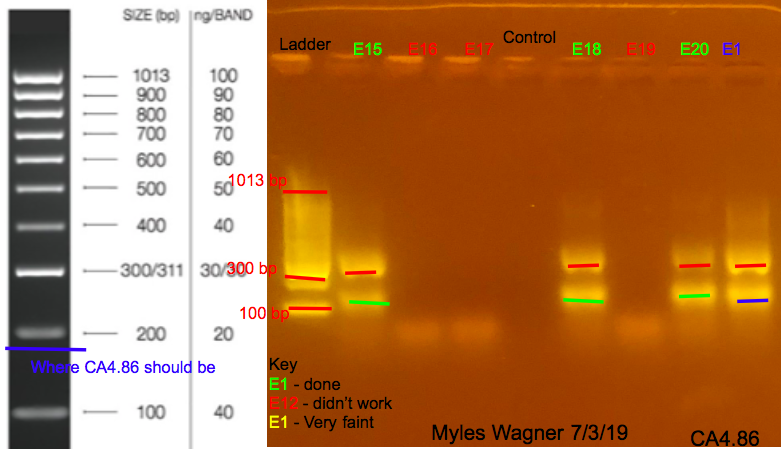 SIZE (bp) ng/BAND
1013 100
900 90
800 80
700 70
600 60
500 50
400 40
300/311 30/30
200 20
Where CA4.86 should be
100 40
Ladder E15 E16 E17 Control E18 E19 E20 E1
1013 bp
300 bp
100 bp
Key
E1 - done
E12 - didn't work
E1 - Very faint
Myles Wagner 7/3/19
CA4.86